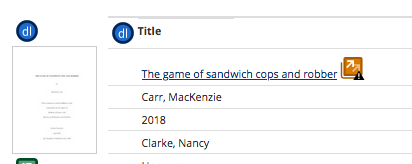 dl
dl Title
The game of sandwich cops and robber
Carr, MacKenzie
2018
Clarke, Nancy